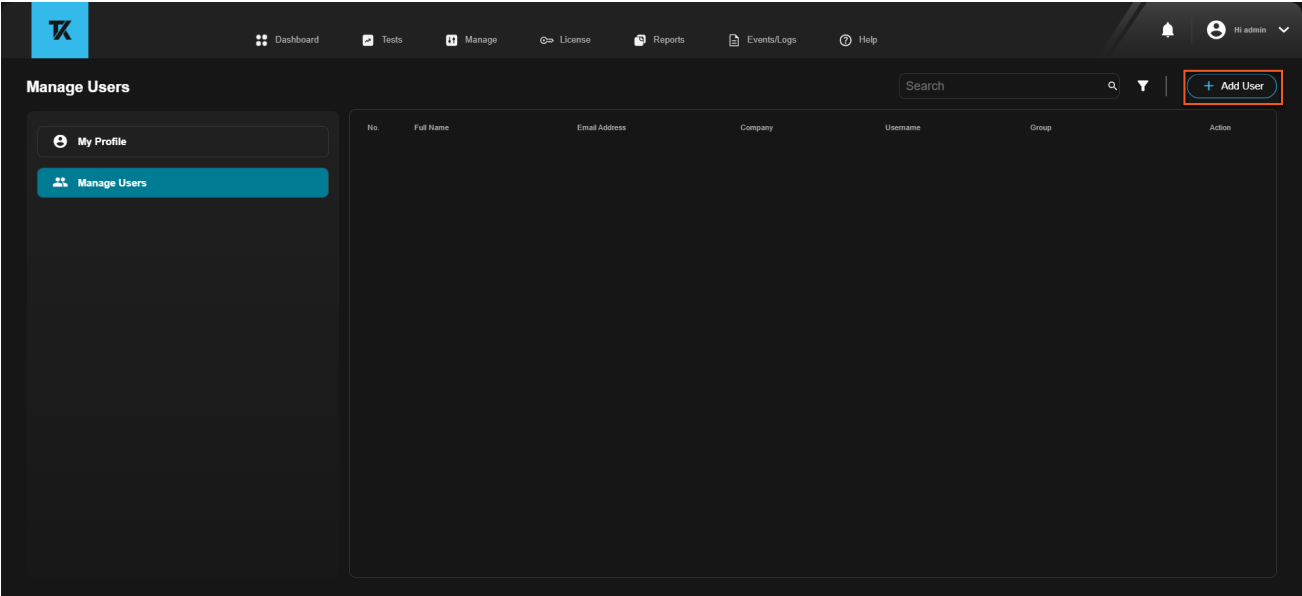 TK
Dashboard Tests Manage License Reports Events/Logs Help Hi admin
Manage Users Search + Add User
My Profile
Manage Users
No. Full Name Email Address Company Username Group Action